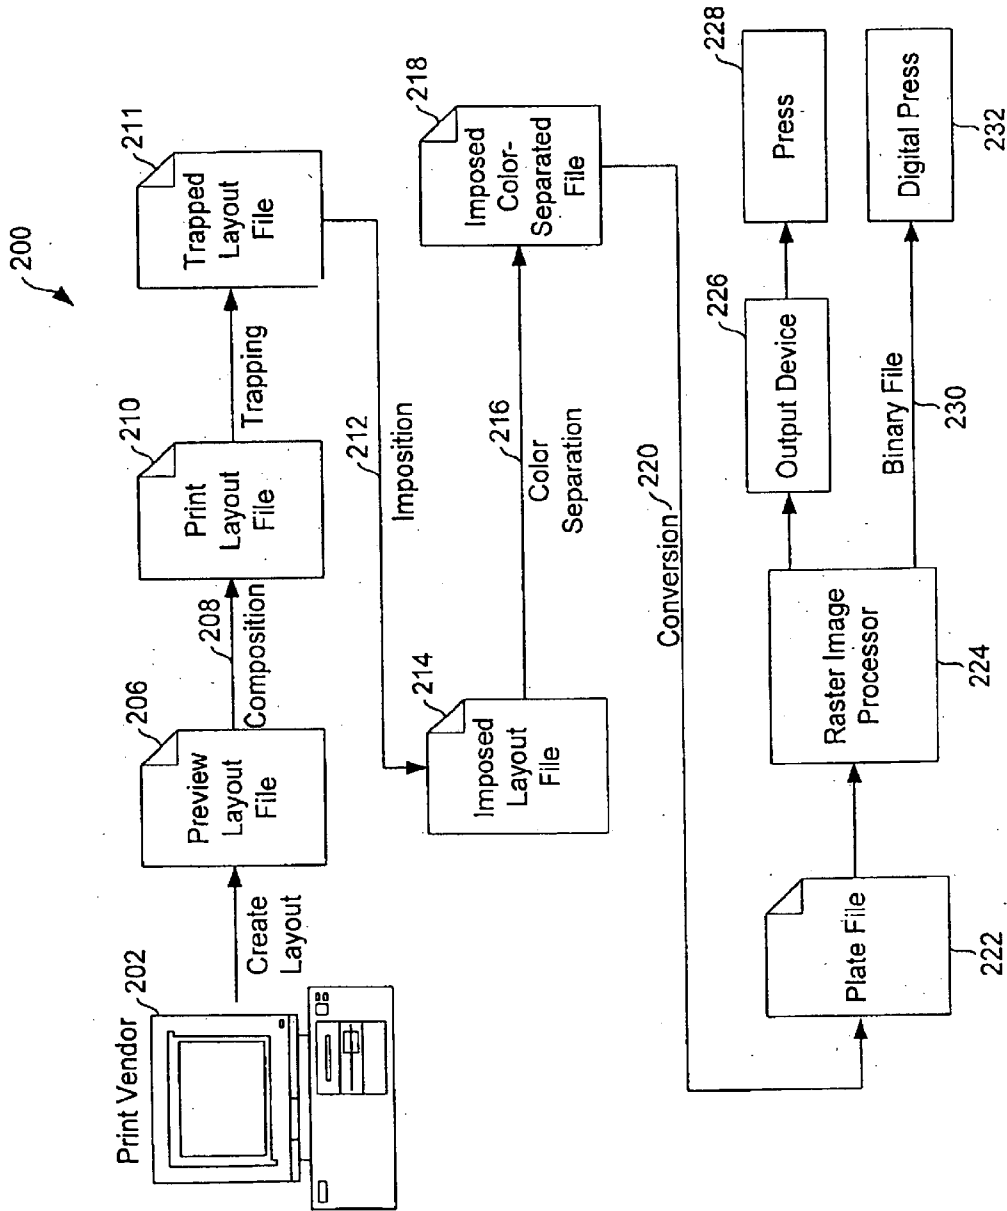 200
Print Vendor
202
Create
Layout
206
Preview
Layout
File
208
Composition
210
Print
Layout
File
Trapping
211
Trapped
Layout
File
212
Imposition
214
Imposed
Layout
File
216
Color
Separation
218
Imposed
Color-
Separated
File
Conversion
220
Plate File
222
Raster Image
Processor
224
Output Device
226
Press
228
Binary File
230
Digital Press
232